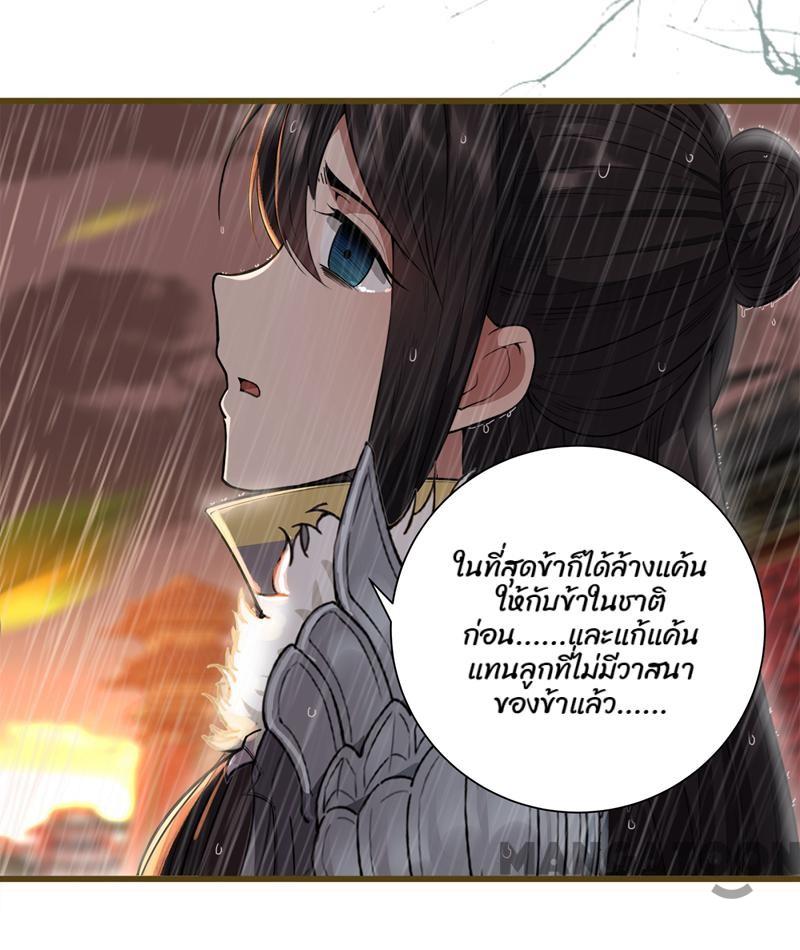 ในที่สุดข้าก็ได้ล้างแค้น
ให้กับข้าในชาติ
ก่อน......และแก้แค้น
แทนลูกที่ไม่มีวาสนา
ของข้าแล้ว......
MANGATOON